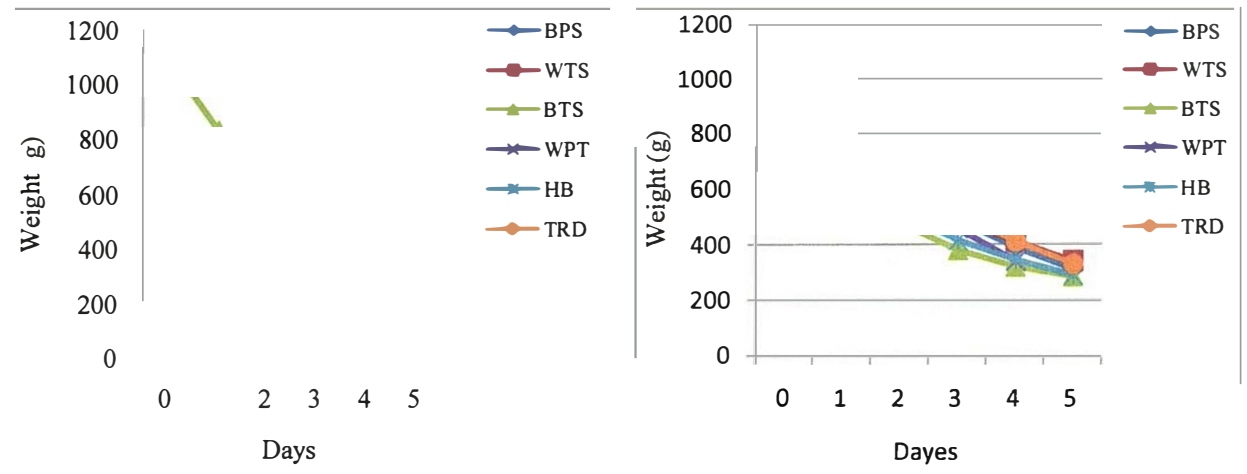 1200
1000
800
600
400
200
0
Weight g)
0 2 3 4 5
Days
BPS
WTS
BTS
WPT
HB
TRD
1200
1000
800
600
400
200
0
Weight (g)
0 1 2 3 4 5
Dayes
BPS
WTS
BTS
WPT
HB
TRD